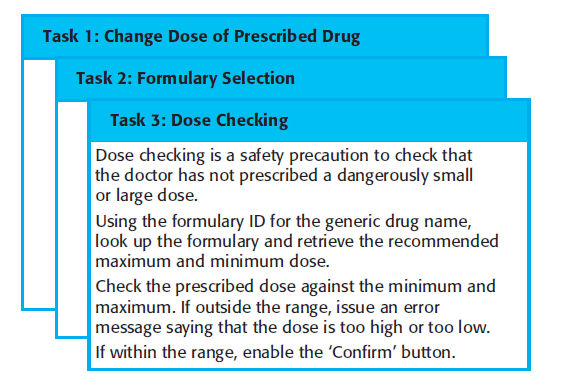 Task 1: Change Dose of Prescribed Drug
Task 2: Formulary Selection
Task 3: Dose Checking
Dose checking is a safety precaution to check that
the doctor has not prescribed a dangerously small
or large dose.
Using the formulary ID for the generic drug name,
look up the formulary and retrieve the recommended
maximum and minimum dose.
Check the prescribed dose against the minimum and
maximum. If outside the range, issue an error
message saying that the dose is too high or too low.
If within the range, enable the ‘Confirm’ button.